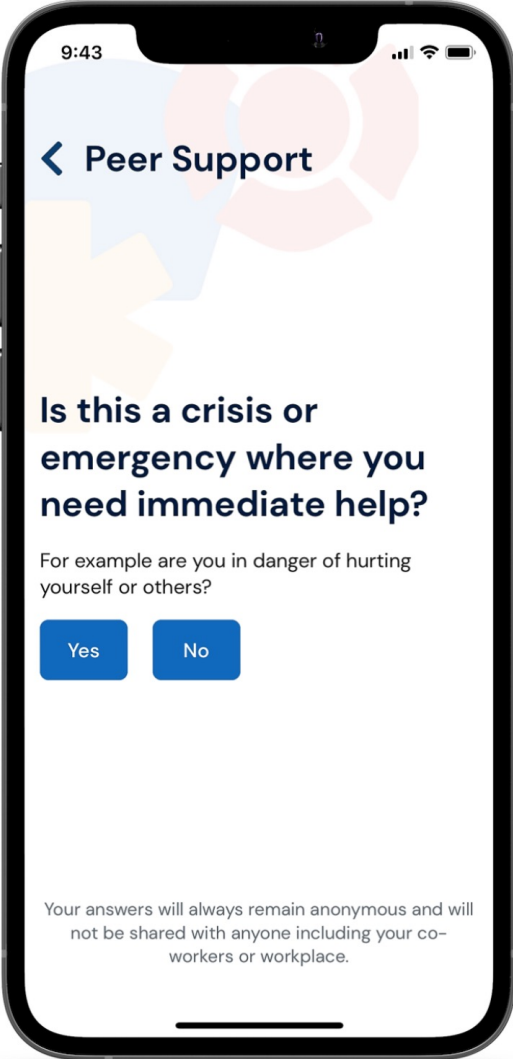 9:43
Peer Support
Is this a crisis or
emergency where you
need immediate help?
For example are you in danger of hurting
yourself or others?
Yes No
Your answers will always remain anonymous and will
not be shared with anyone including your co-
workers or workplace.